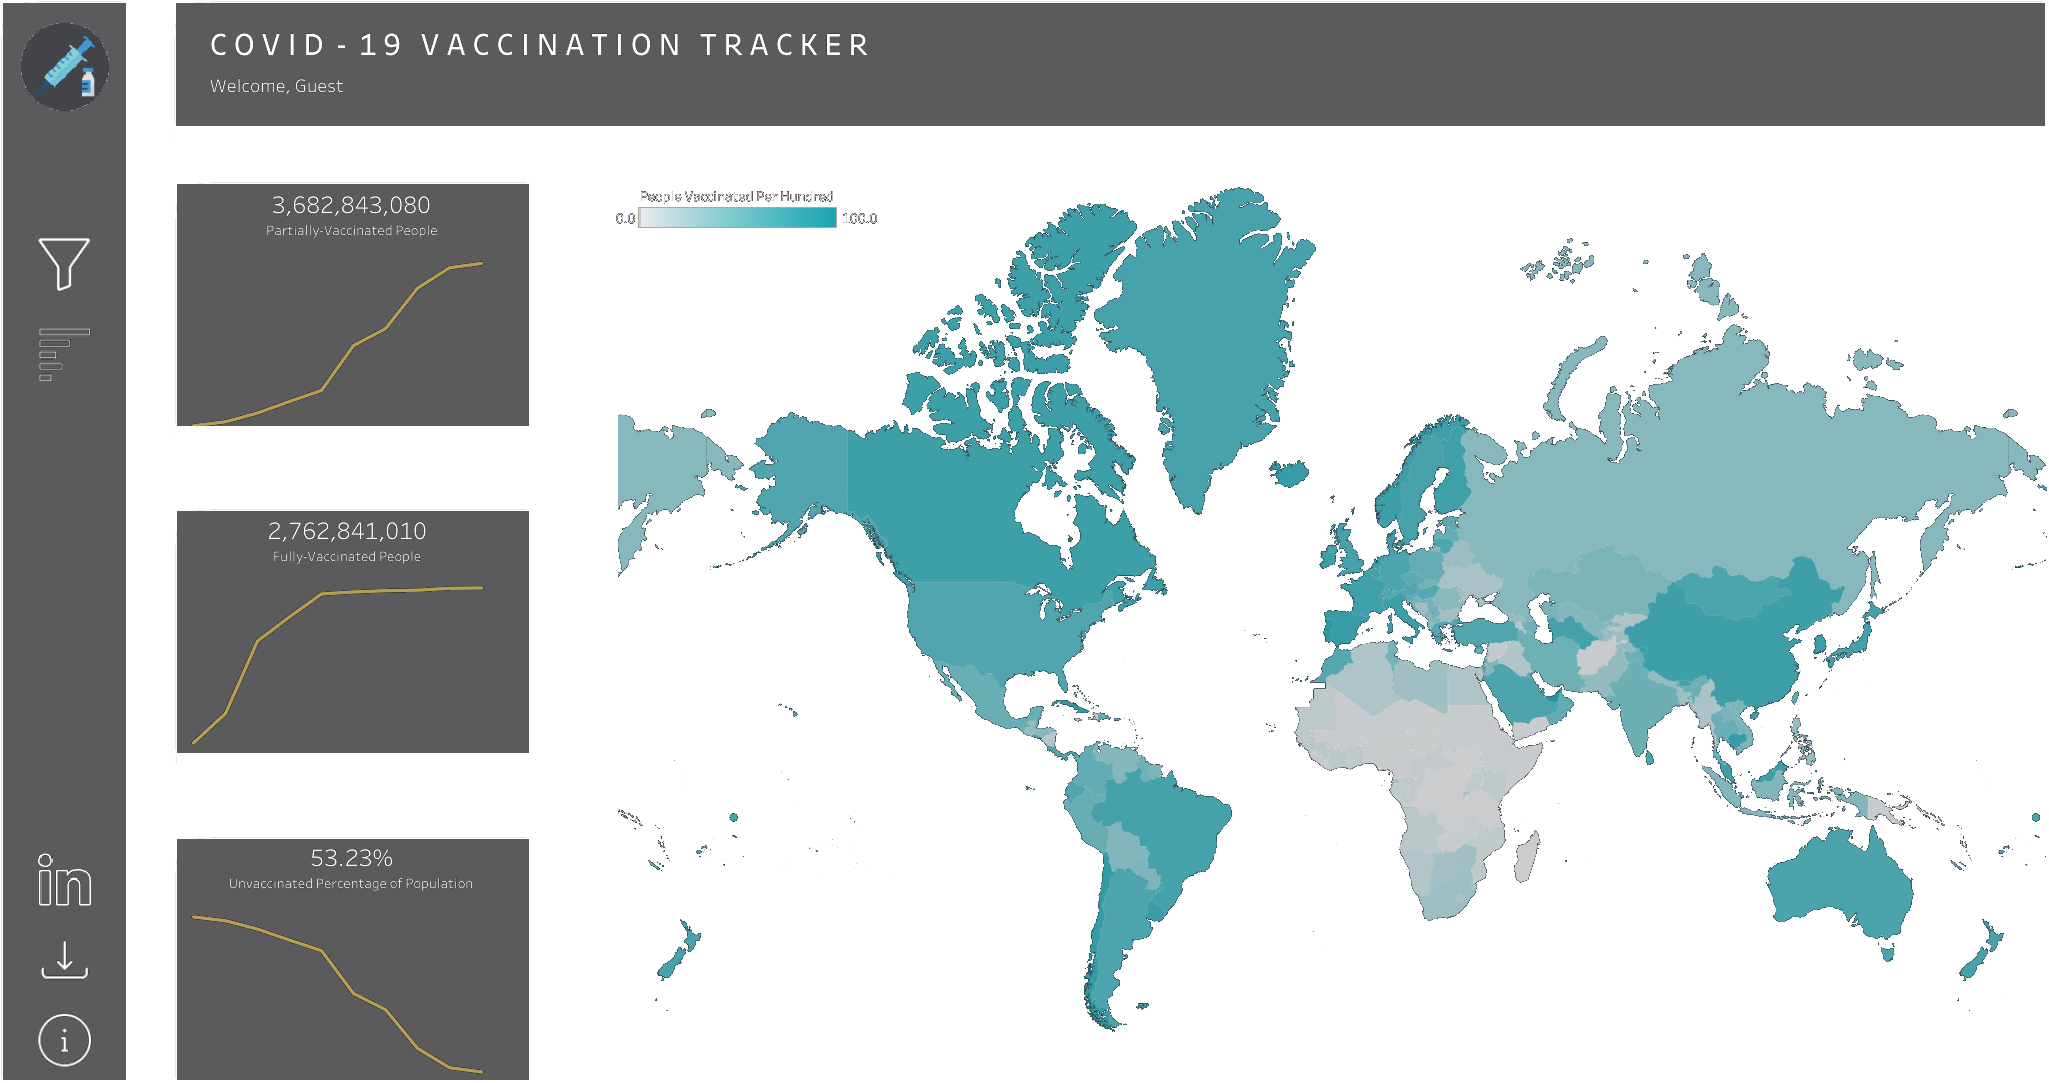 COVID - 19 VACCINATION TRACKER
Welcome, Guest
3,682,843,080
Partially-Vaccinated People
People Vaccinated Per Hundred
0.0 100.0
2,762,841,010
Fully-Vaccinated People
53.23%
Unvaccinated Percentage of Population
in
i